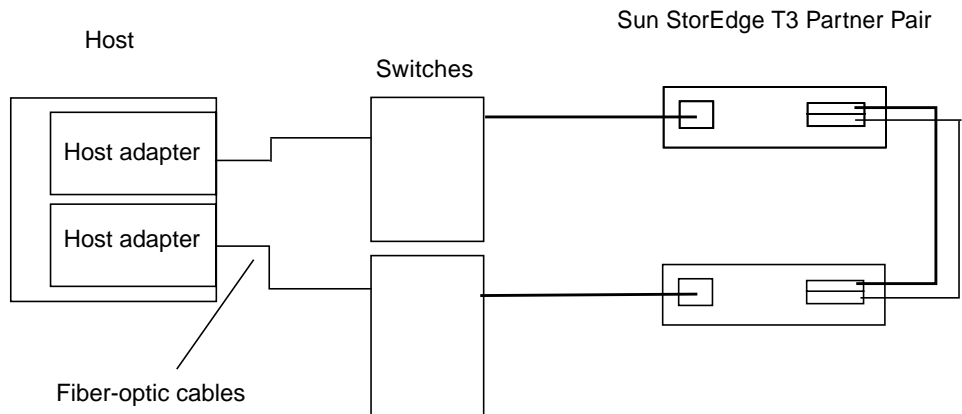 Sun StorEdge T3 Partner Pair
Host
Switches
Host adapter
Host adapter
Fiber-optic cables